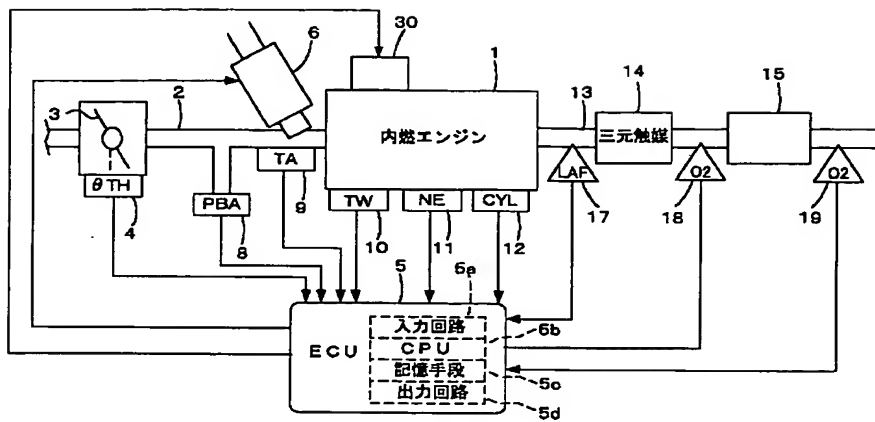 30
6
1
2
3
13
14
15
内燃エンジン
三元触媒
θTH
4
PBA
8
TA
9
TW
10
NE
11
CYL
12
LAF
17
O2
18
O2
19
5
ECU
5a
入力回路
5b
CPU
記憶手段
5c
出力回路
5d